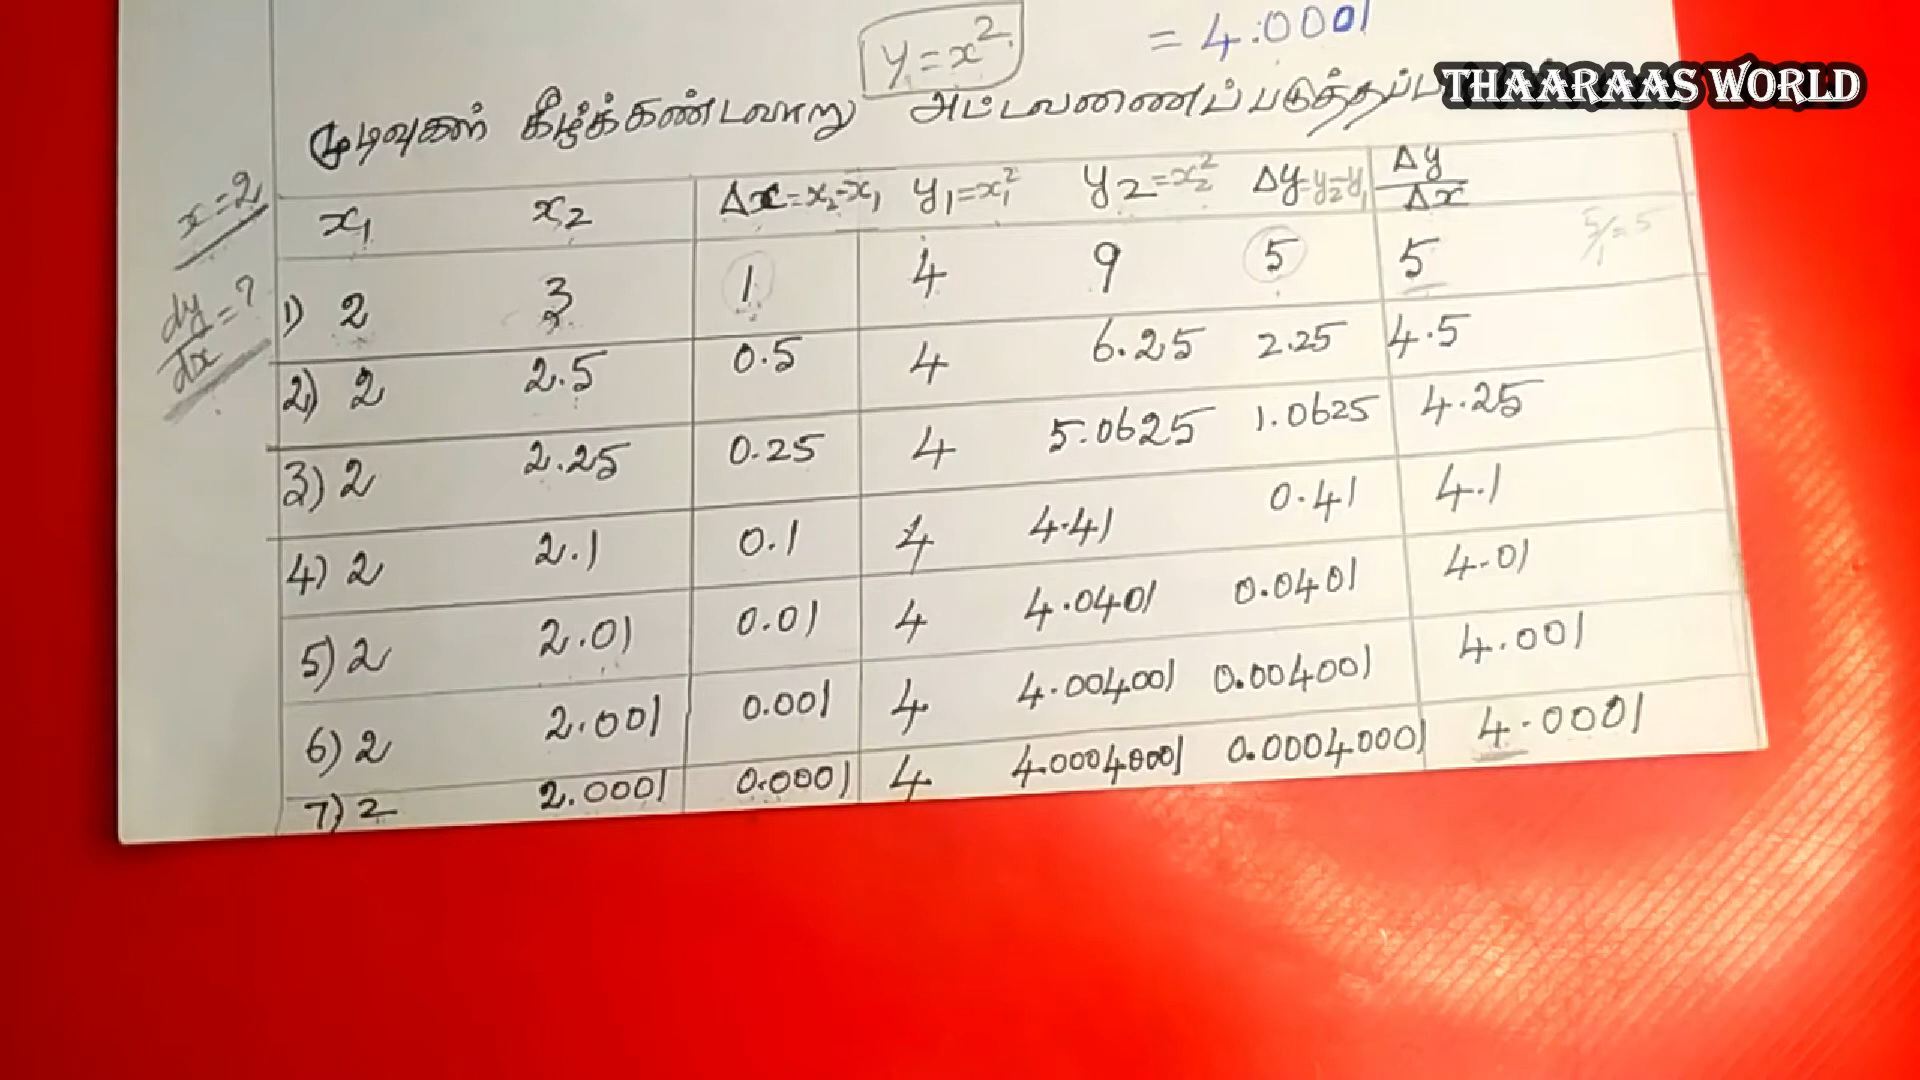 y = x²
= 4.0001
THAARAAS WORLD
முடிவுகள் கீழ்க்கண்டவாறு அட்டவணைப்படுத்தப்ப
x=2
dy/dx = ?
x₁ x₂ Δx=x₂-x₁ y₁=x₁² y₂=x₂² Δy=y₂-y₁ Δy/Δx
1) 2 3 1 4 9 5 5 5/1=5
2) 2 2.5 0.5 4 6.25 2.25 4.5
3) 2 2.25 0.25 4 5.0625 1.0625 4.25
4) 2 2.1 0.1 4 4.41 0.41 4.1
5) 2 2.01 0.01 4 4.0401 0.0401 4.01
6) 2 2.001 0.001 4 4.004001 0.004001 4.001
7) 2 2.0001 0.0001 4 4.00040001 0.00040001 4.0001